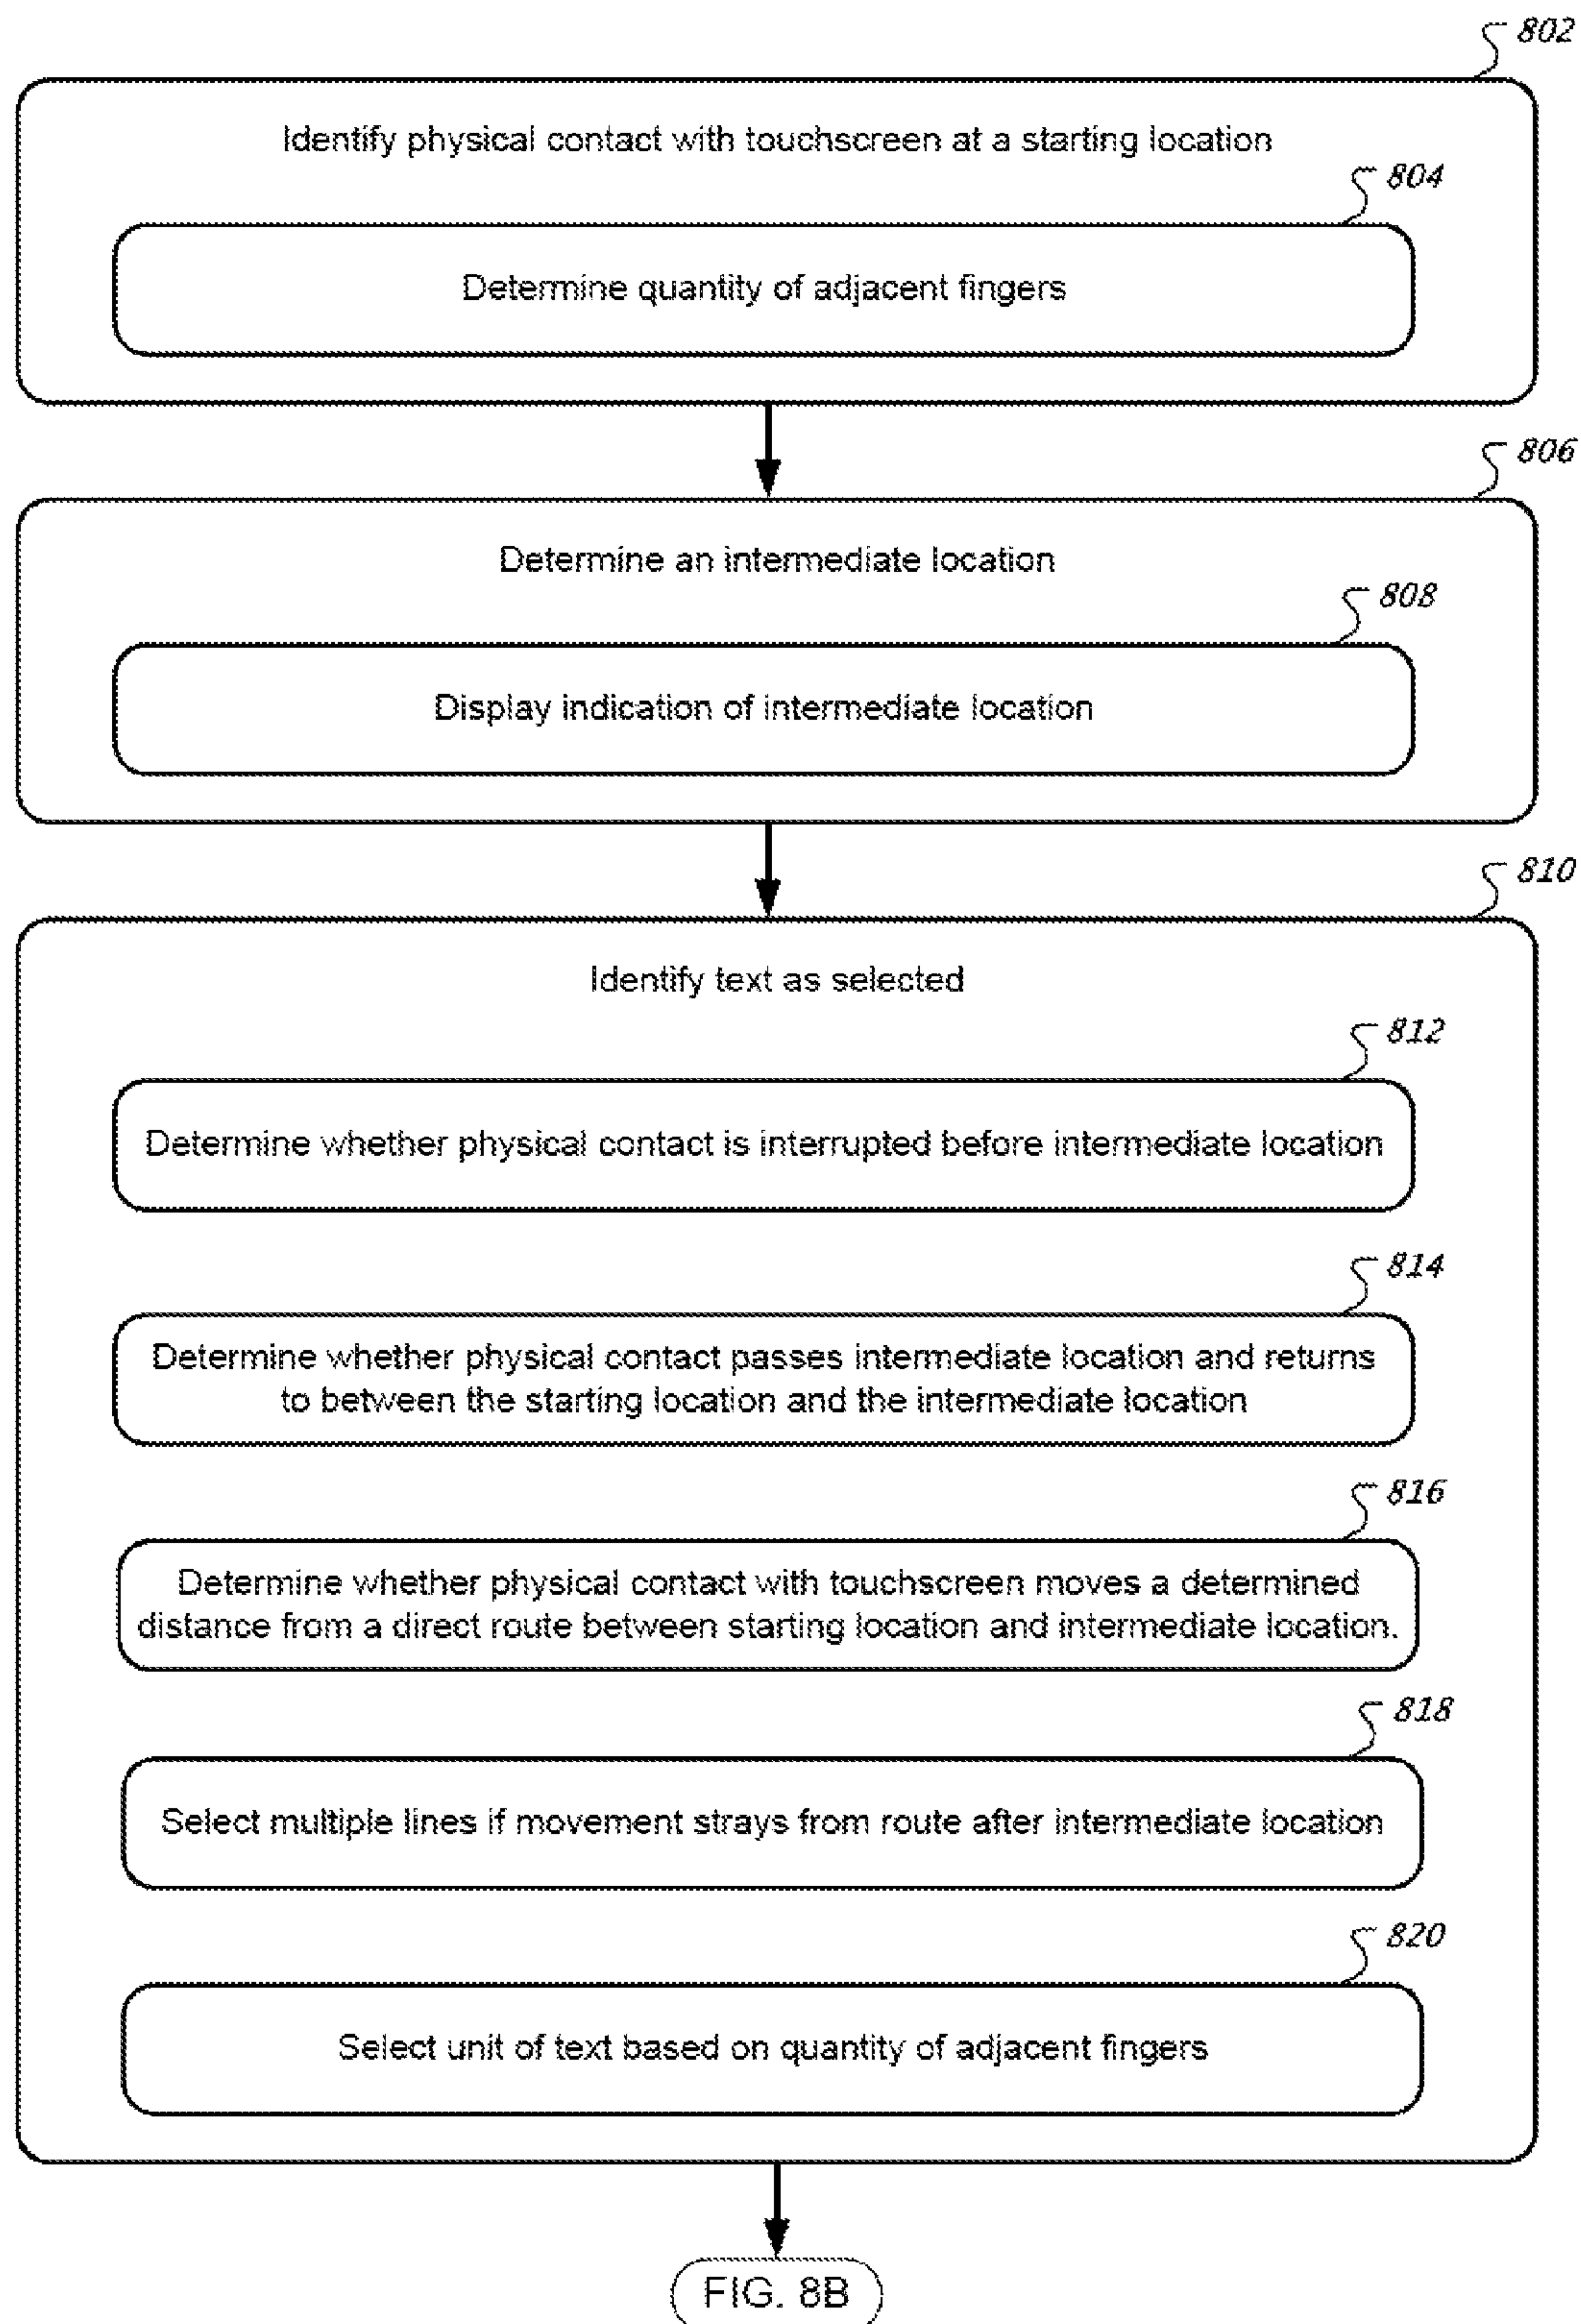 802
Identify physical contact with touchscreen at a starting location
804
Determine quantity of adjacent fingers
806
Determine an intermediate location
808
Display indication of intermediate location
810
Identify text as selected
812
Determine whether physical contact is interrupted before intermediate location
814
Determine whether physical contact passes intermediate location and returns
to between the starting location and the intermediate location
816
Determine whether physical contact with touchscreen moves a determined
distance from a direct route between starting location and intermediate location.
818
Select multiple lines if movement strays from route after intermediate location
820
Select unit of text based on quantity of adjacent fingers
FIG. 8B